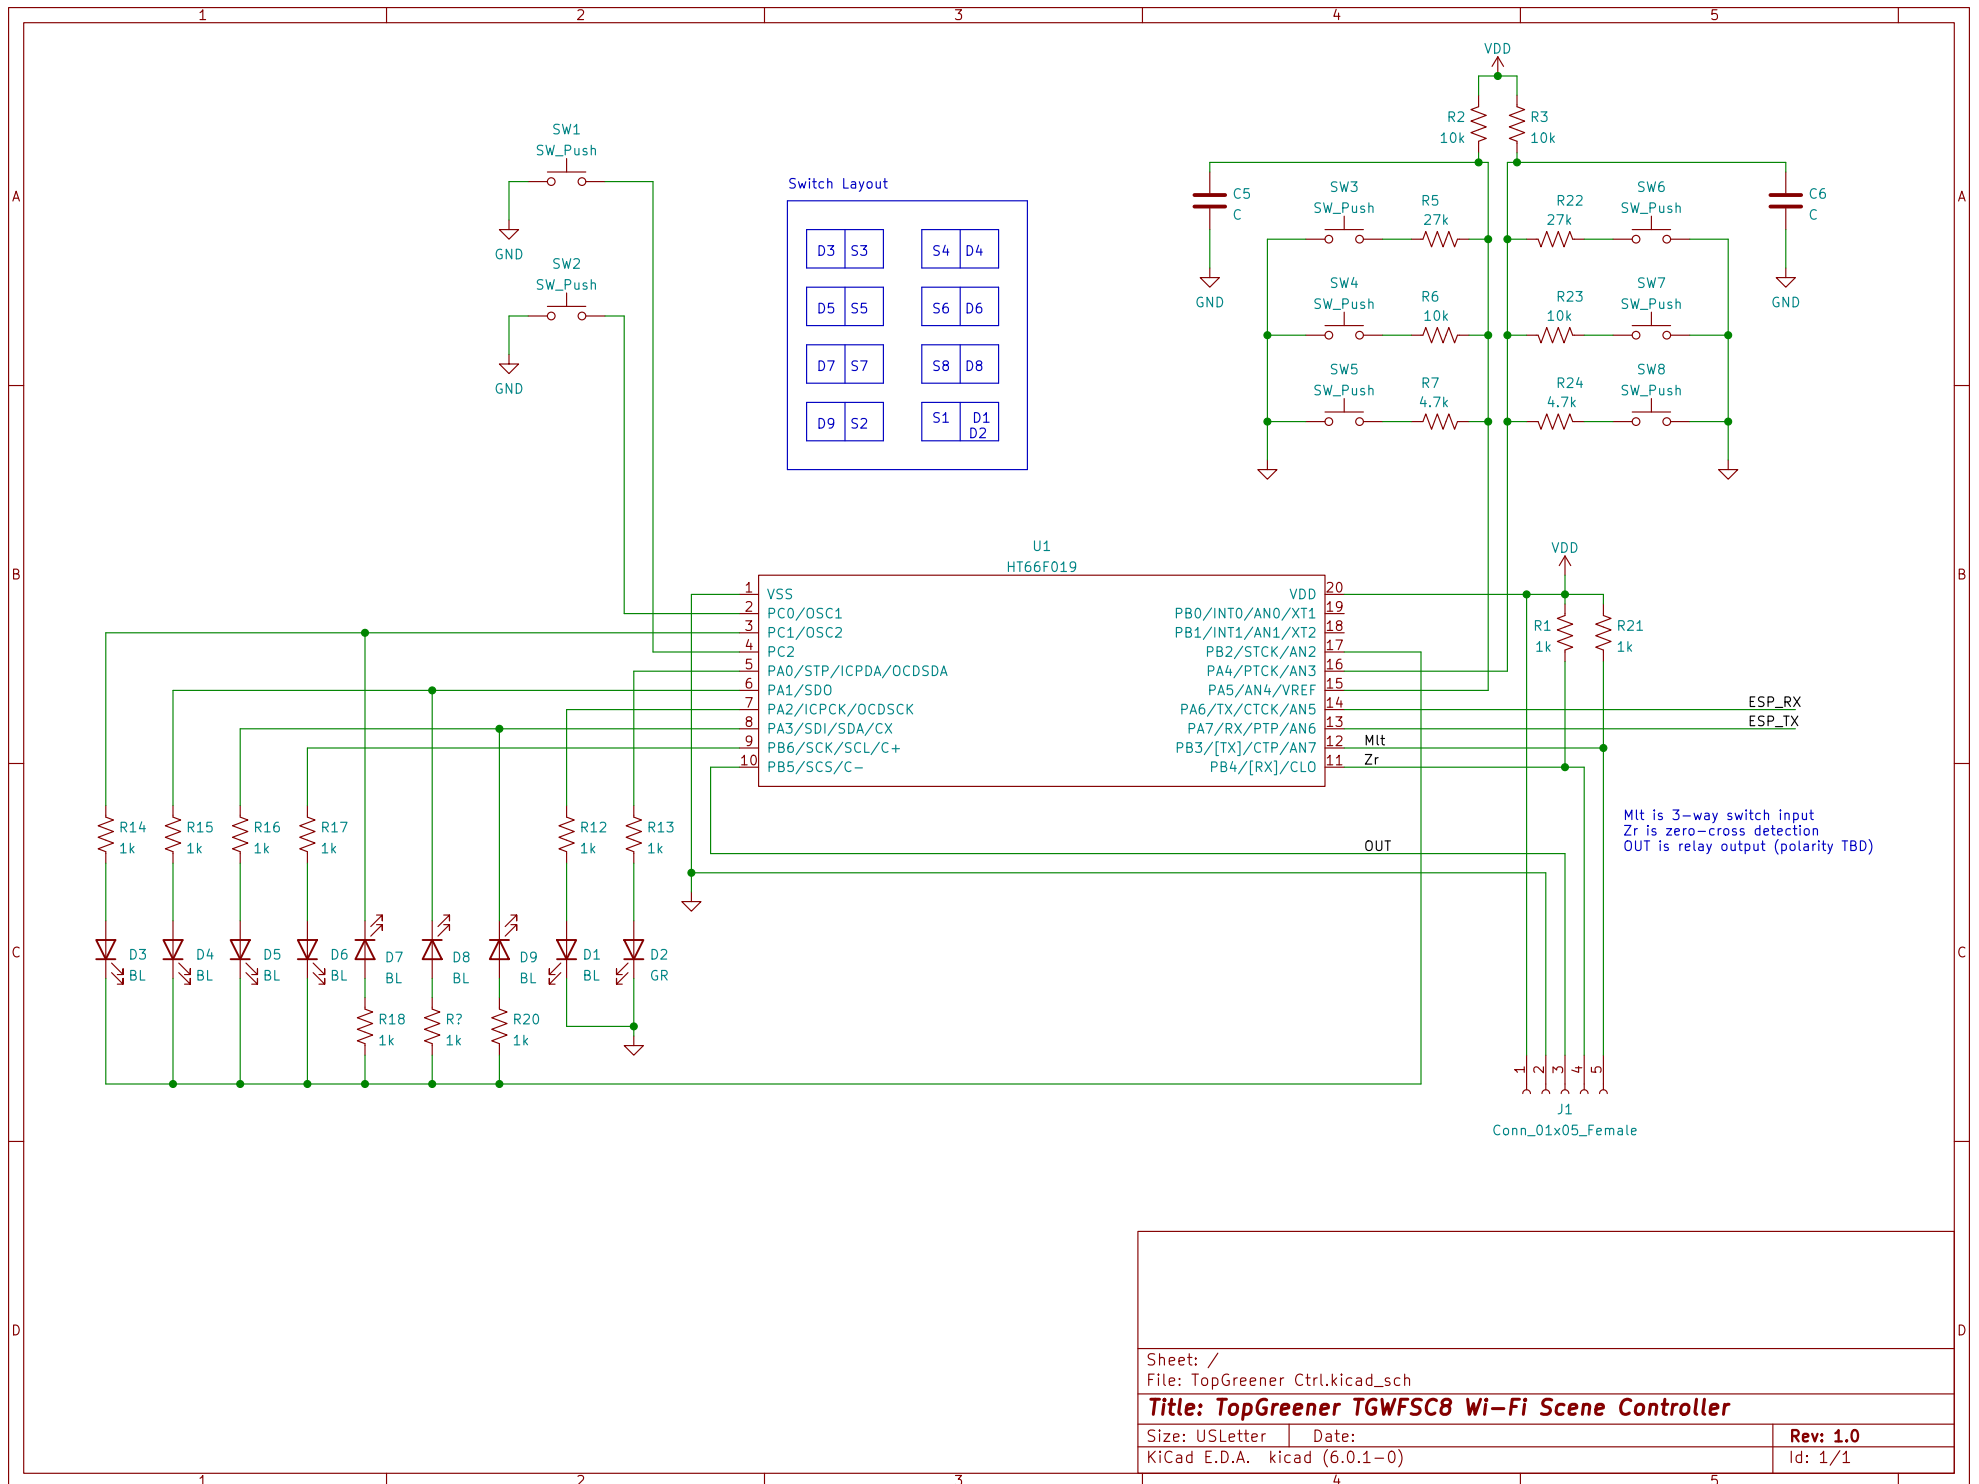 1 2 3 4 5
A
B
C
D
A
B
C
D
1 2 3 4 5
SW1
SW_Push
GND
SW2
SW_Push
GND
Switch Layout
D3 S3 S4 D4
D5 S5 S6 D6
D7 S7 S8 D8
D9 S2 S1 D1
D2
VDD
R2
10k
R3
10k
C5
C
GND
C6
C
GND
SW3
SW_Push
R5
27k
R22
27k
SW6
SW_Push
SW4
SW_Push
R6
10k
R23
10k
SW7
SW_Push
SW5
SW_Push
R7
4.7k
R24
4.7k
SW8
SW_Push
U1
HT66F019
1 VSS
2 PC0/OSC1
3 PC1/OSC2
4 PC2
5 PA0/STP/ICPDA/OCDSDA
6 PA1/SDO
7 PA2/ICPCK/OCDSCK
8 PA3/SDI/SDA/CX
9 PB6/SCK/SCL/C+
10 PB5/SCS/C-
VDD 20
PB0/INT0/AN0/XT1 19
PB1/INT1/AN1/XT2 18
PB2/STCK/AN2 17
PA4/PTCK/AN3 16
PA5/AN4/VREF 15
PA6/TX/CTCK/AN5 14
PA7/RX/PTP/AN6 13
PB3/[TX]/CTP/AN7 12
PB4/[RX]/CLO 11
VDD
R1
1k
R21
1k
ESP_RX
ESP_TX
Mlt
Zr
OUT
Mlt is 3-way switch input
Zr is zero-cross detection
OUT is relay output (polarity TBD)
R14
1k
R15
1k
R16
1k
R17
1k
R12
1k
R13
1k
D3
BL
D4
BL
D5
BL
D6
BL
D7
BL
D8
BL
D9
BL
D1
BL
D2
GR
R18
1k
R?
1k
R20
1k
1 2 3 4 5
J1
Conn_01x05_Female
Sheet: /
File: TopGreener Ctrl.kicad_sch
Title: TopGreener TGWFSC8 Wi-Fi Scene Controller
Size: USLetter Date: Rev: 1.0
KiCad E.D.A. kicad (6.0.1-0) Id: 1/1